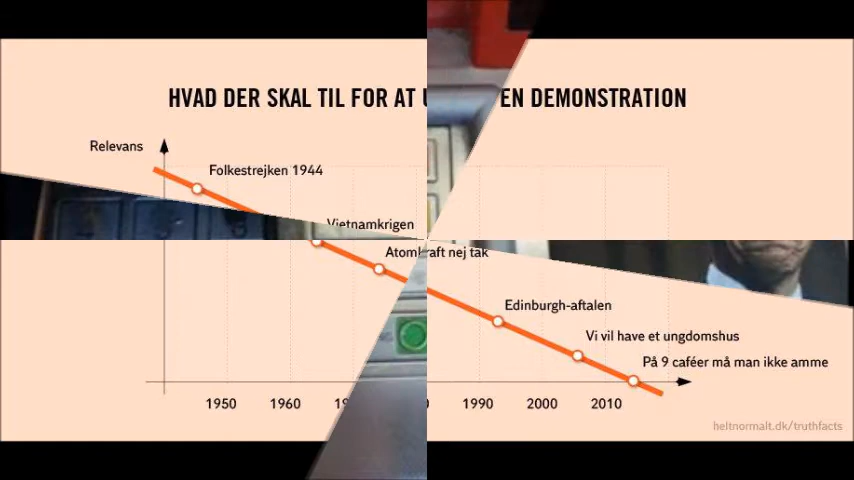 HVAD DER SKAL TIL FOR AT
EN DEMONSTRATION
Relevans
Folkestrejken 1944
Vietnamkrigen
Atomkraft nej tak
Edinburgh-aftalen
Vi vil have et ungdomshus
På 9 caféer må man ikke amme
1950 1960 1990 2000 2010
heltnormalt.dk/truthfacts